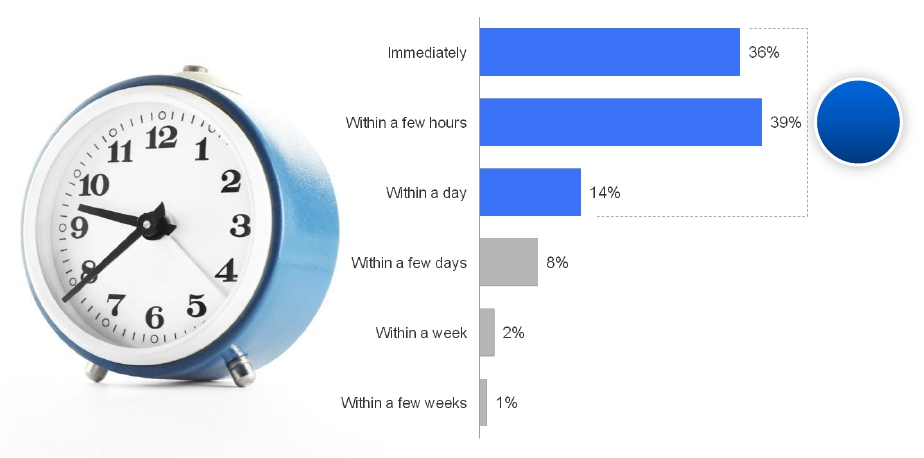 12
1
2
3
4
5
6
7
8
9
10
11
Immediately 36%
Within a few hours 39%
Within a day 14%
Within a few days 8%
Within a week 2%
Within a few weeks 1%